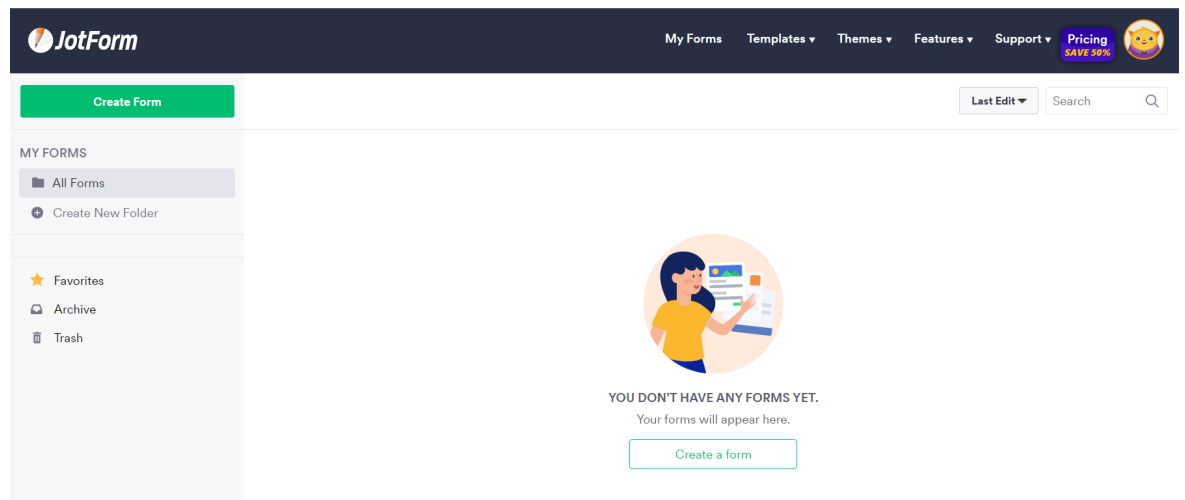 JotForm
My Forms Templates ▾ Themes ▾ Features ▾ Support ▾ Pricing
SAVE 50%
Create Form
Last Edit ▾ Search
MY FORMS
All Forms
Create New Folder
Favorites
Archive
Trash
YOU DON'T HAVE ANY FORMS YET.
Your forms will appear here.
Create a form